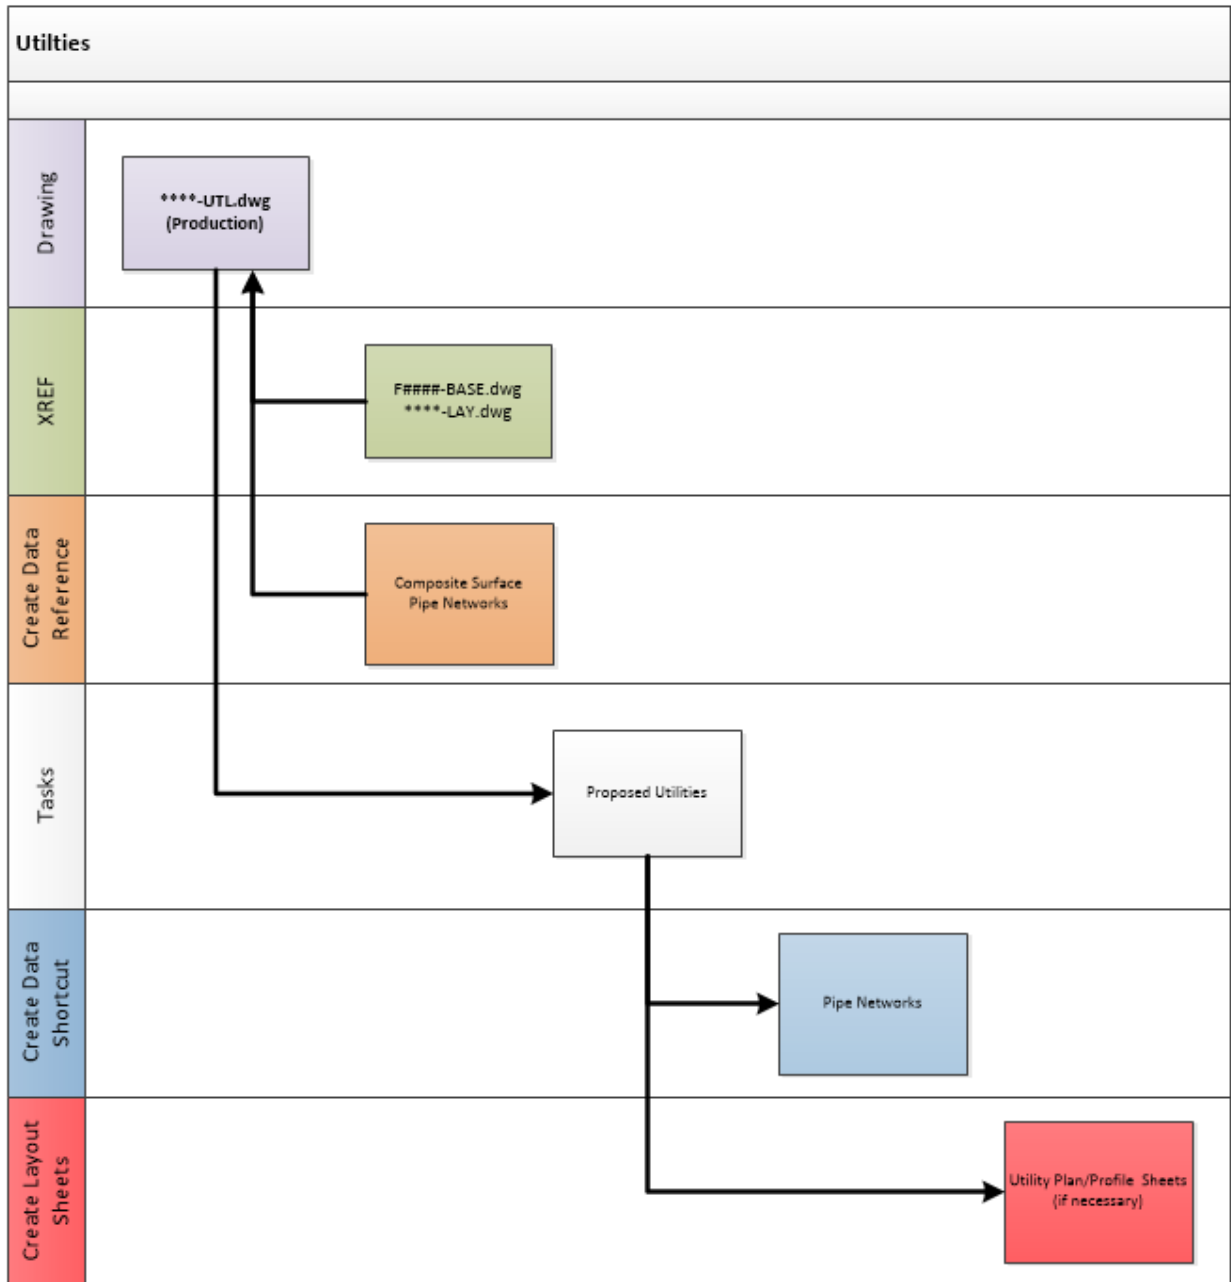 Utilties
Drawing
****-UTL.dwg
(Production)
XREF
F####-BASE.dwg
****-LAY.dwg
Create Data
Reference
Composite Surface
Pipe Networks
Tasks
Proposed Utilities
Create Data
Shortcut
Pipe Networks
Create Layout
Sheets
Utility Plan/Profile Sheets
(if necessary)